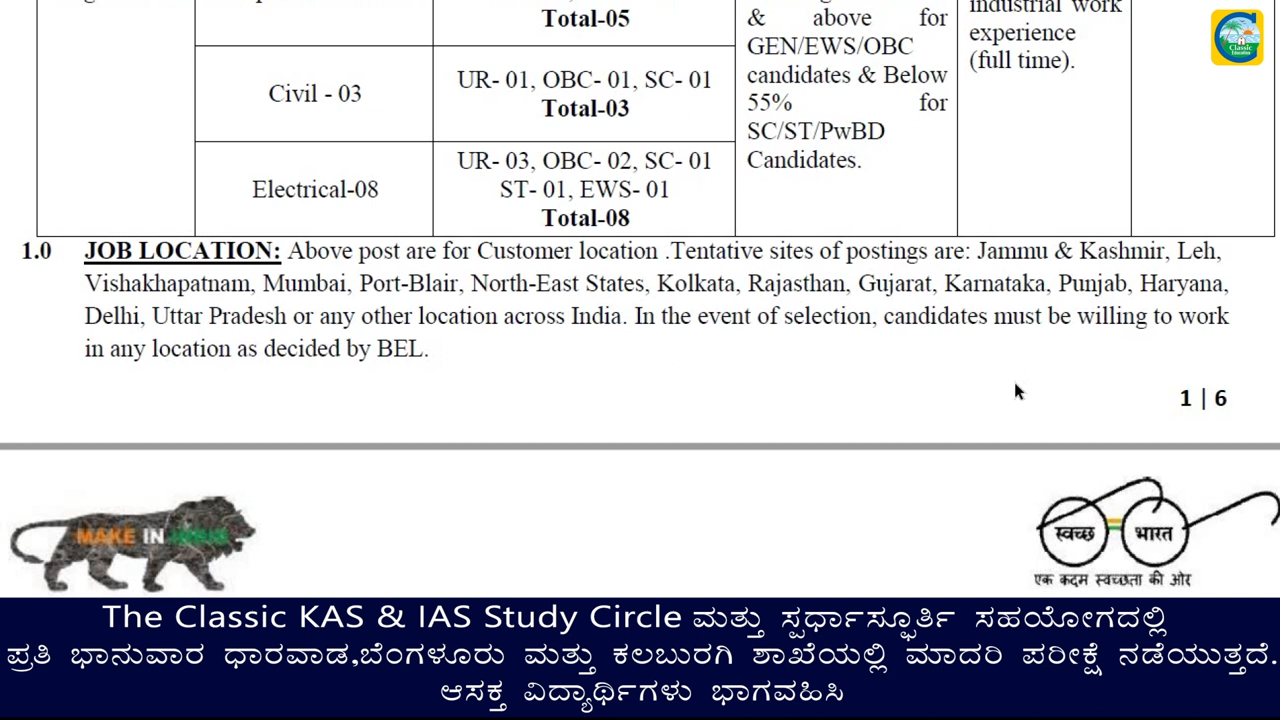 Total-05
& above for
GEN/EWS/OBC
candidates & Below
55% for
SC/ST/PwBD
Candidates.
industrial work
experience
(full time).
Classic
Education
Civil - 03
UR- 01, OBC- 01, SC- 01
Total-03
Electrical-08
UR- 03, OBC- 02, SC- 01
ST- 01, EWS- 01
Total-08
1.0 JOB LOCATION: Above post are for Customer location .Tentative sites of postings are: Jammu & Kashmir, Leh,
Vishakhapatnam, Mumbai, Port-Blair, North-East States, Kolkata, Rajasthan, Gujarat, Karnataka, Punjab, Haryana,
Delhi, Uttar Pradesh or any other location across India. In the event of selection, candidates must be willing to work
in any location as decided by BEL.
1 | 6
MAKE IN INDIA
स्वच्छ भारत
एक कदम स्वच्छता की ओर
The Classic KAS & IAS Study Circle ಮತ್ತು ಸ್ಪರ್ಧಾಸ್ಫೂರ್ತಿ ಸಹಯೋಗದಲ್ಲಿ
ಪ್ರತಿ ಭಾನುವಾರ ಧಾರವಾಡ,ಬೆಂಗಳೂರು ಮತ್ತು ಕಲಬುರಗಿ ಶಾಖೆಯಲ್ಲಿ ಮಾದರಿ ಪರೀಕ್ಷೆ ನಡೆಯುತ್ತದೆ.
ಆಸಕ್ತ ವಿದ್ಯಾರ್ಥಿಗಳು ಭಾಗವಹಿಸಿ